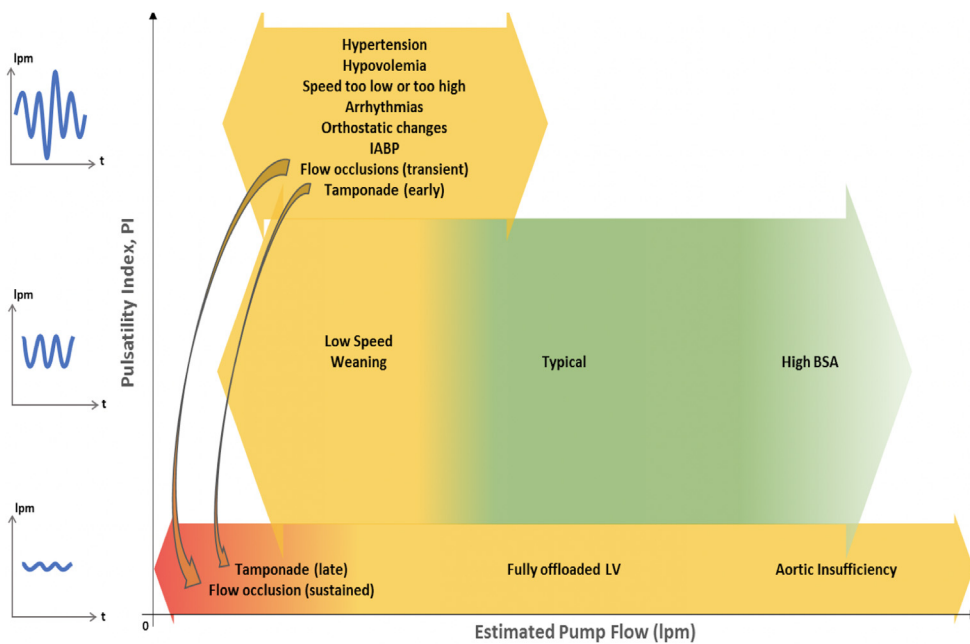 lpm
t
lpm
t
lpm
t
Pulsatility Index, PI
Hypertension
Hypovolemia
Speed too low or too high
Arrhythmias
Orthostatic changes
IABP
Flow occlusions (transient)
Tamponade (early)
Low Speed
Weaning
Typical
High BSA
Tamponade (late)
Flow occlusion (sustained)
Fully offloaded LV
Aortic Insufficiency
0
Estimated Pump Flow (lpm)